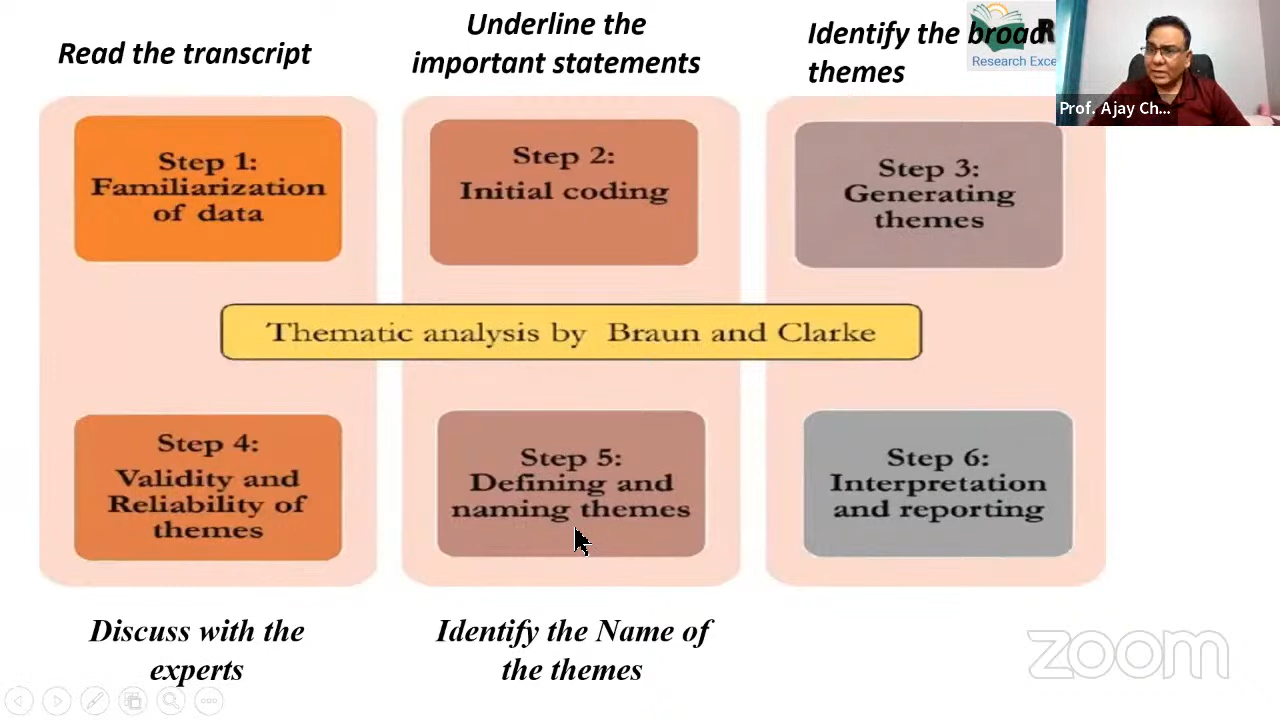 Read the transcript
Underline the
important statements
Identify the broad
themes
R
Research Exce
Prof. Ajay Ch...
Step 1:
Familiarization
of data
Step 2:
Initial coding
Step 3:
Generating
themes
Thematic analysis by Braun and Clarke
Step 4:
Validity and
Reliability of
themes
Step 5:
Defining and
naming themes
Step 6:
Interpretation
and reporting
Discuss with the
experts
Identify the Name of
the themes
zoom